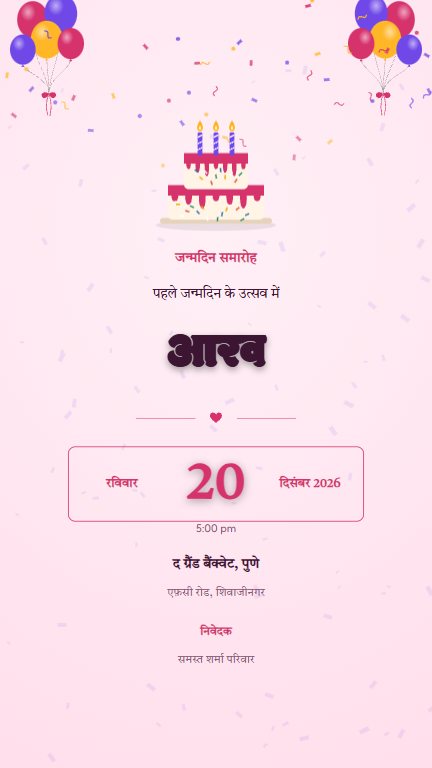 जन्मदिन समारोह
पहले जन्मदिन के उत्सव में
आरव
रविवार 20 दिसंबर 2026
5:00 pm
द ग्रैंड बैंक्वेट, पुणे
एफ़सी रोड, शिवाजीनगर
निवेदक
समस्त शर्मा परिवार